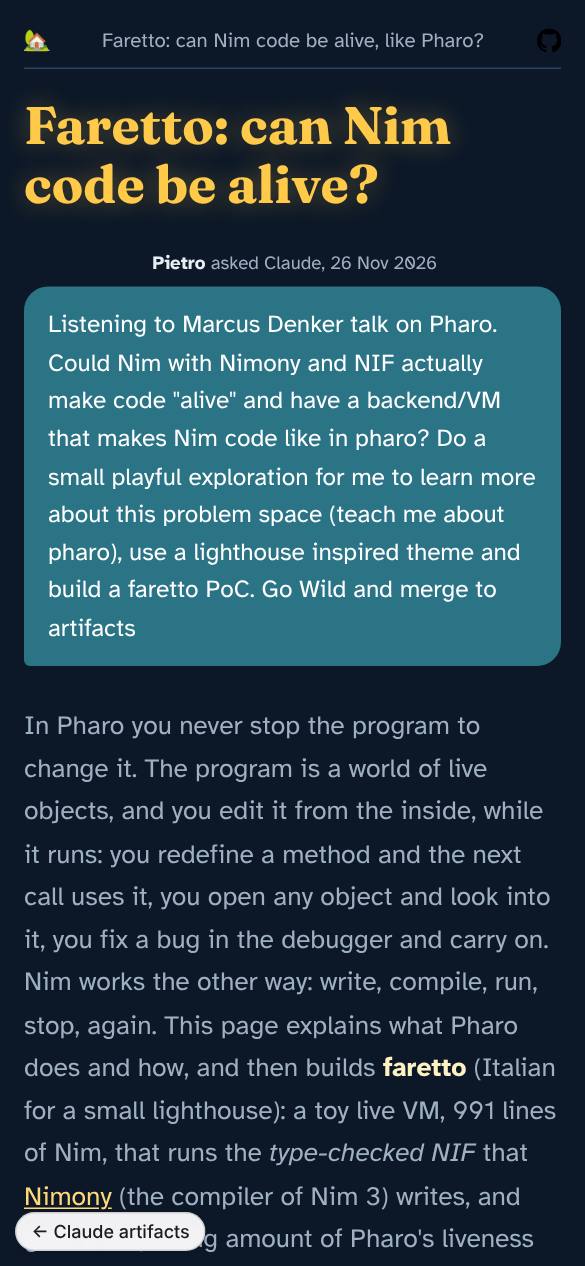 Faretto: can Nim code be alive, like Pharo?
Faretto: can Nim
code be alive?
Pietro asked Claude, 26 Nov 2026
Listening to Marcus Denker talk on Pharo.
Could Nim with Nimony and NIF actually
make code "alive" and have a backend/VM
that makes Nim code like in pharo? Do a
small playful exploration for me to learn more
about this problem space (teach me about
pharo), use a lighthouse inspired theme and
build a faretto PoC. Go Wild and merge to
artifacts
In Pharo you never stop the program to
change it. The program is a world of live
objects, and you edit it from the inside, while
it runs: you redefine a method and the next
call uses it, you open any object and look into
it, you fix a bug in the debugger and carry on.
Nim works the other way: write, compile, run,
stop, again. This page explains what Pharo
does and how, and then builds faretto (Italian
for a small lighthouse): a toy live VM, 991 lines
of Nim, that runs the type-checked NIF that
Nimony (the compiler of Nim 3) writes, and
← Claude artifacts
amount of Pharo's liveness